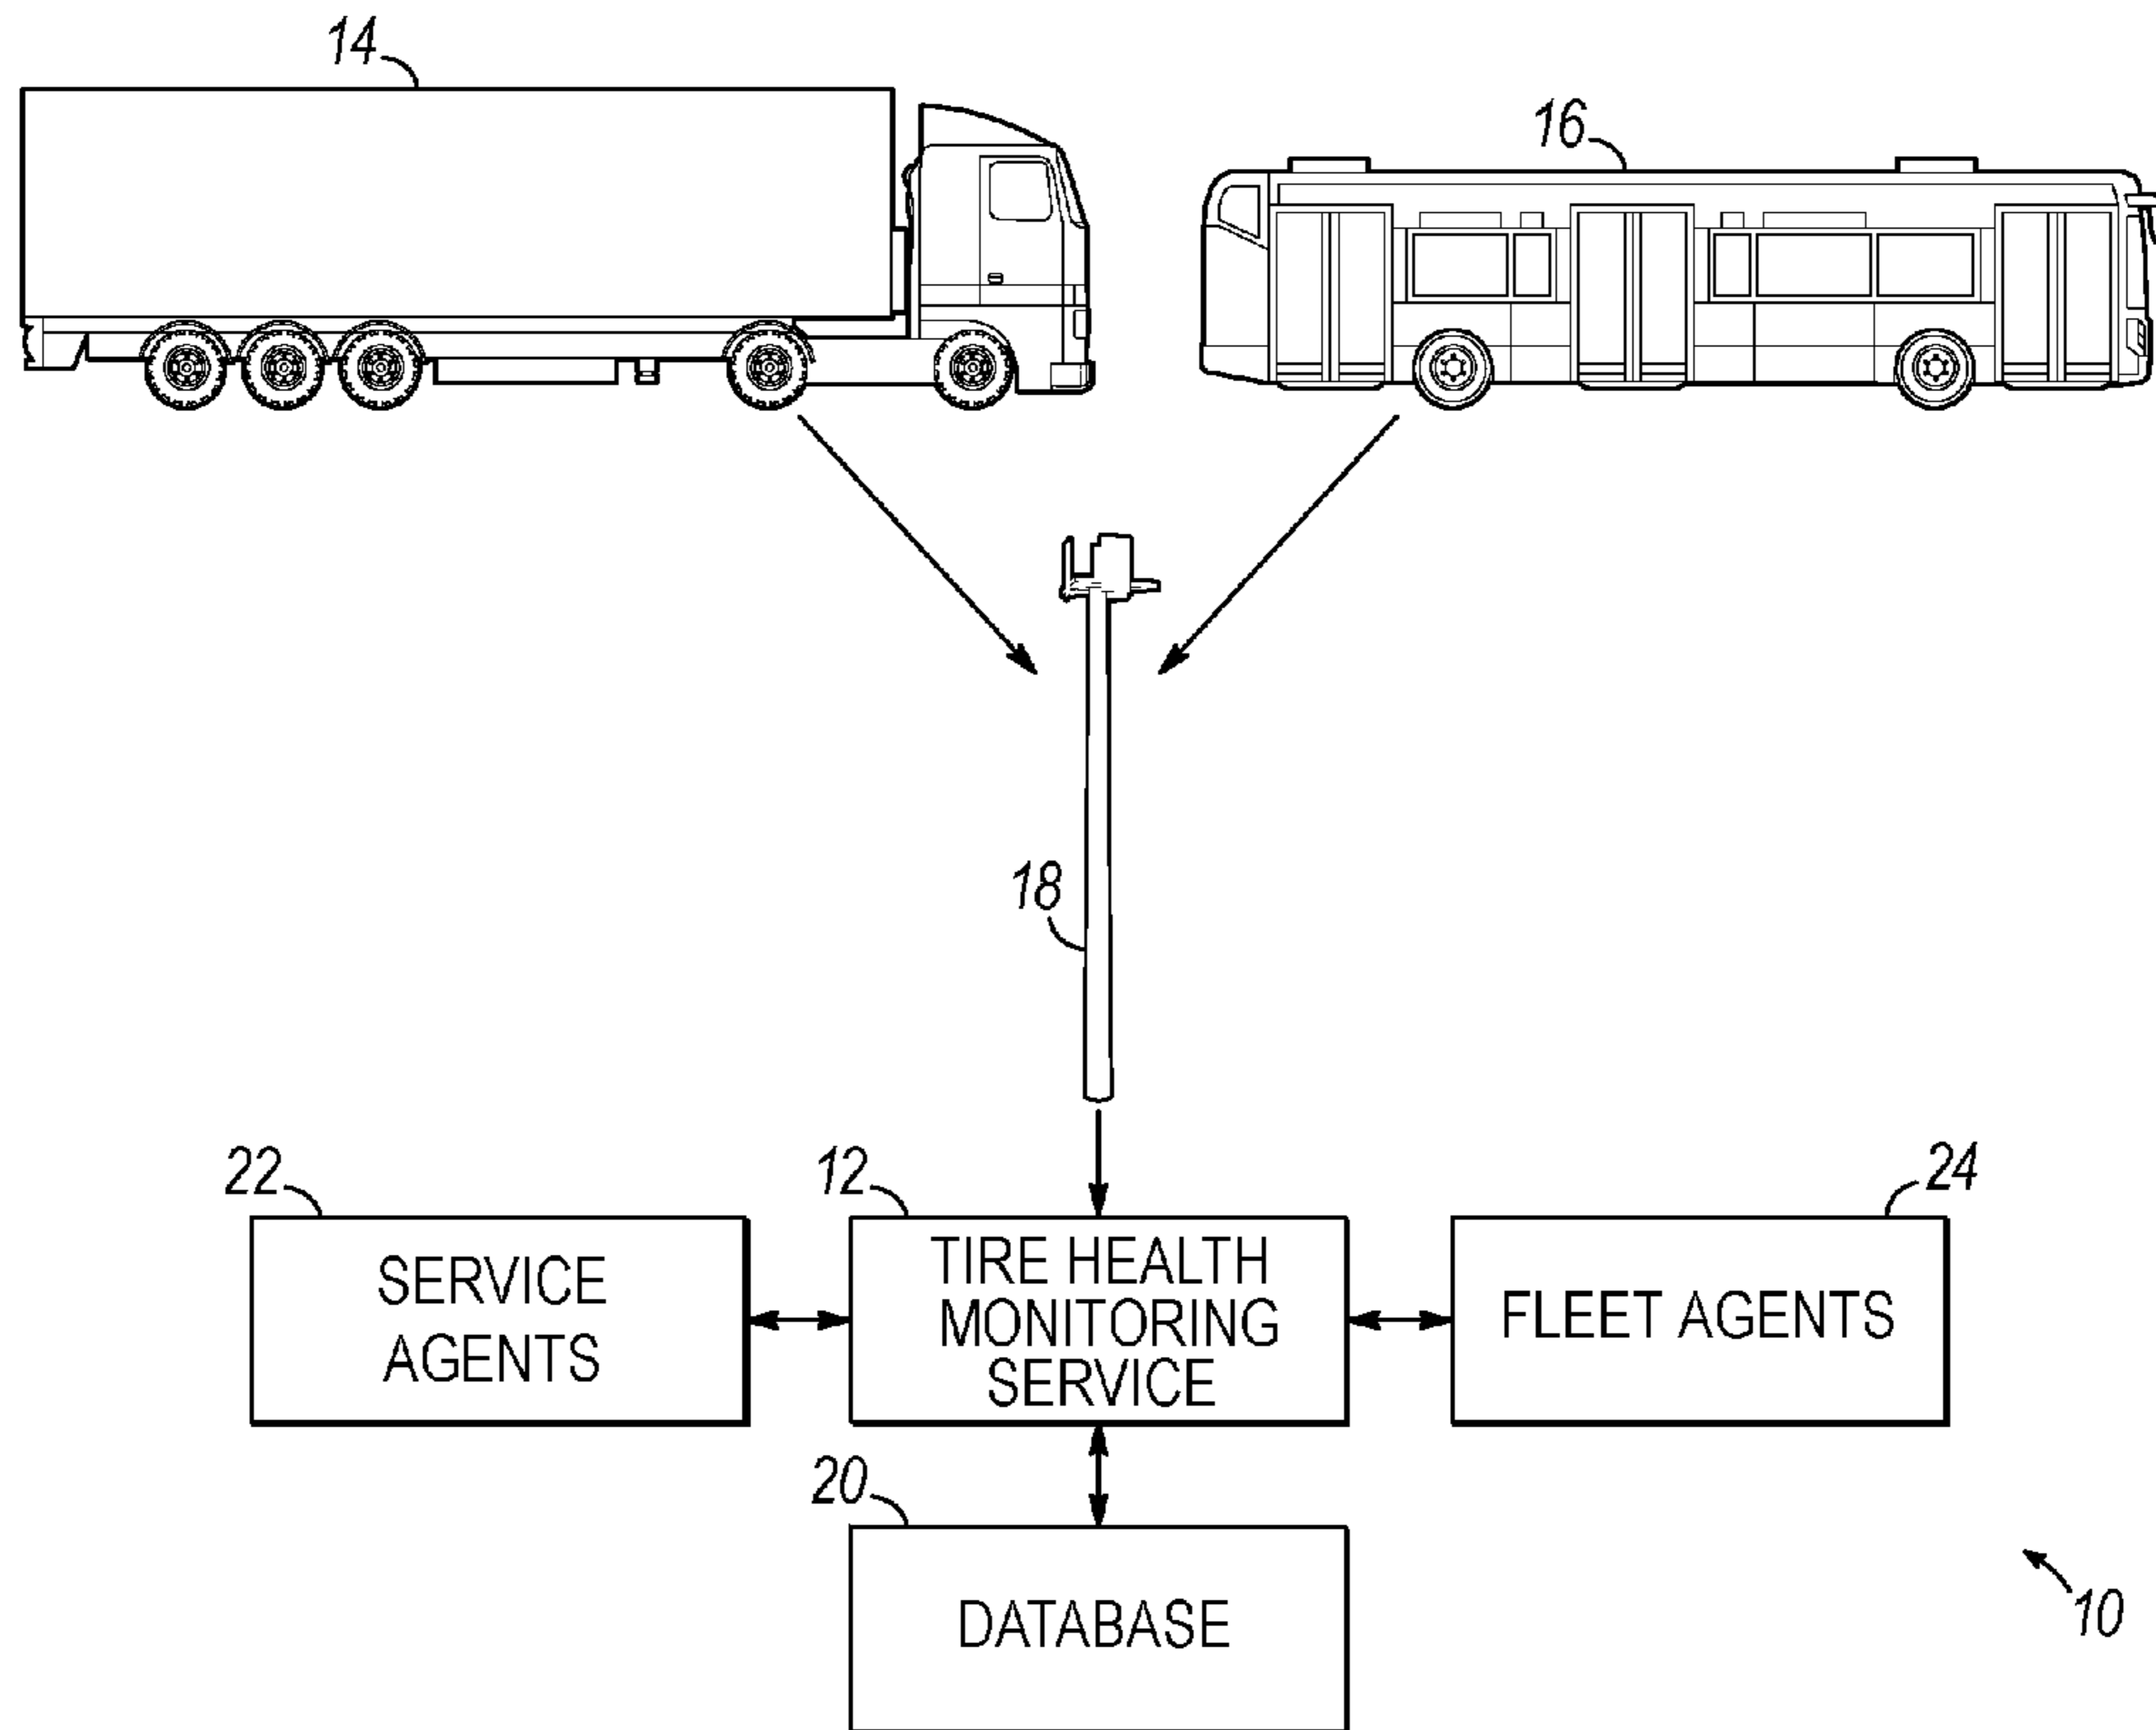 14
16
18
22
12
24
SERVICE
AGENTS
TIRE HEALTH
MONITORING
SERVICE
FLEET AGENTS
20
DATABASE
10